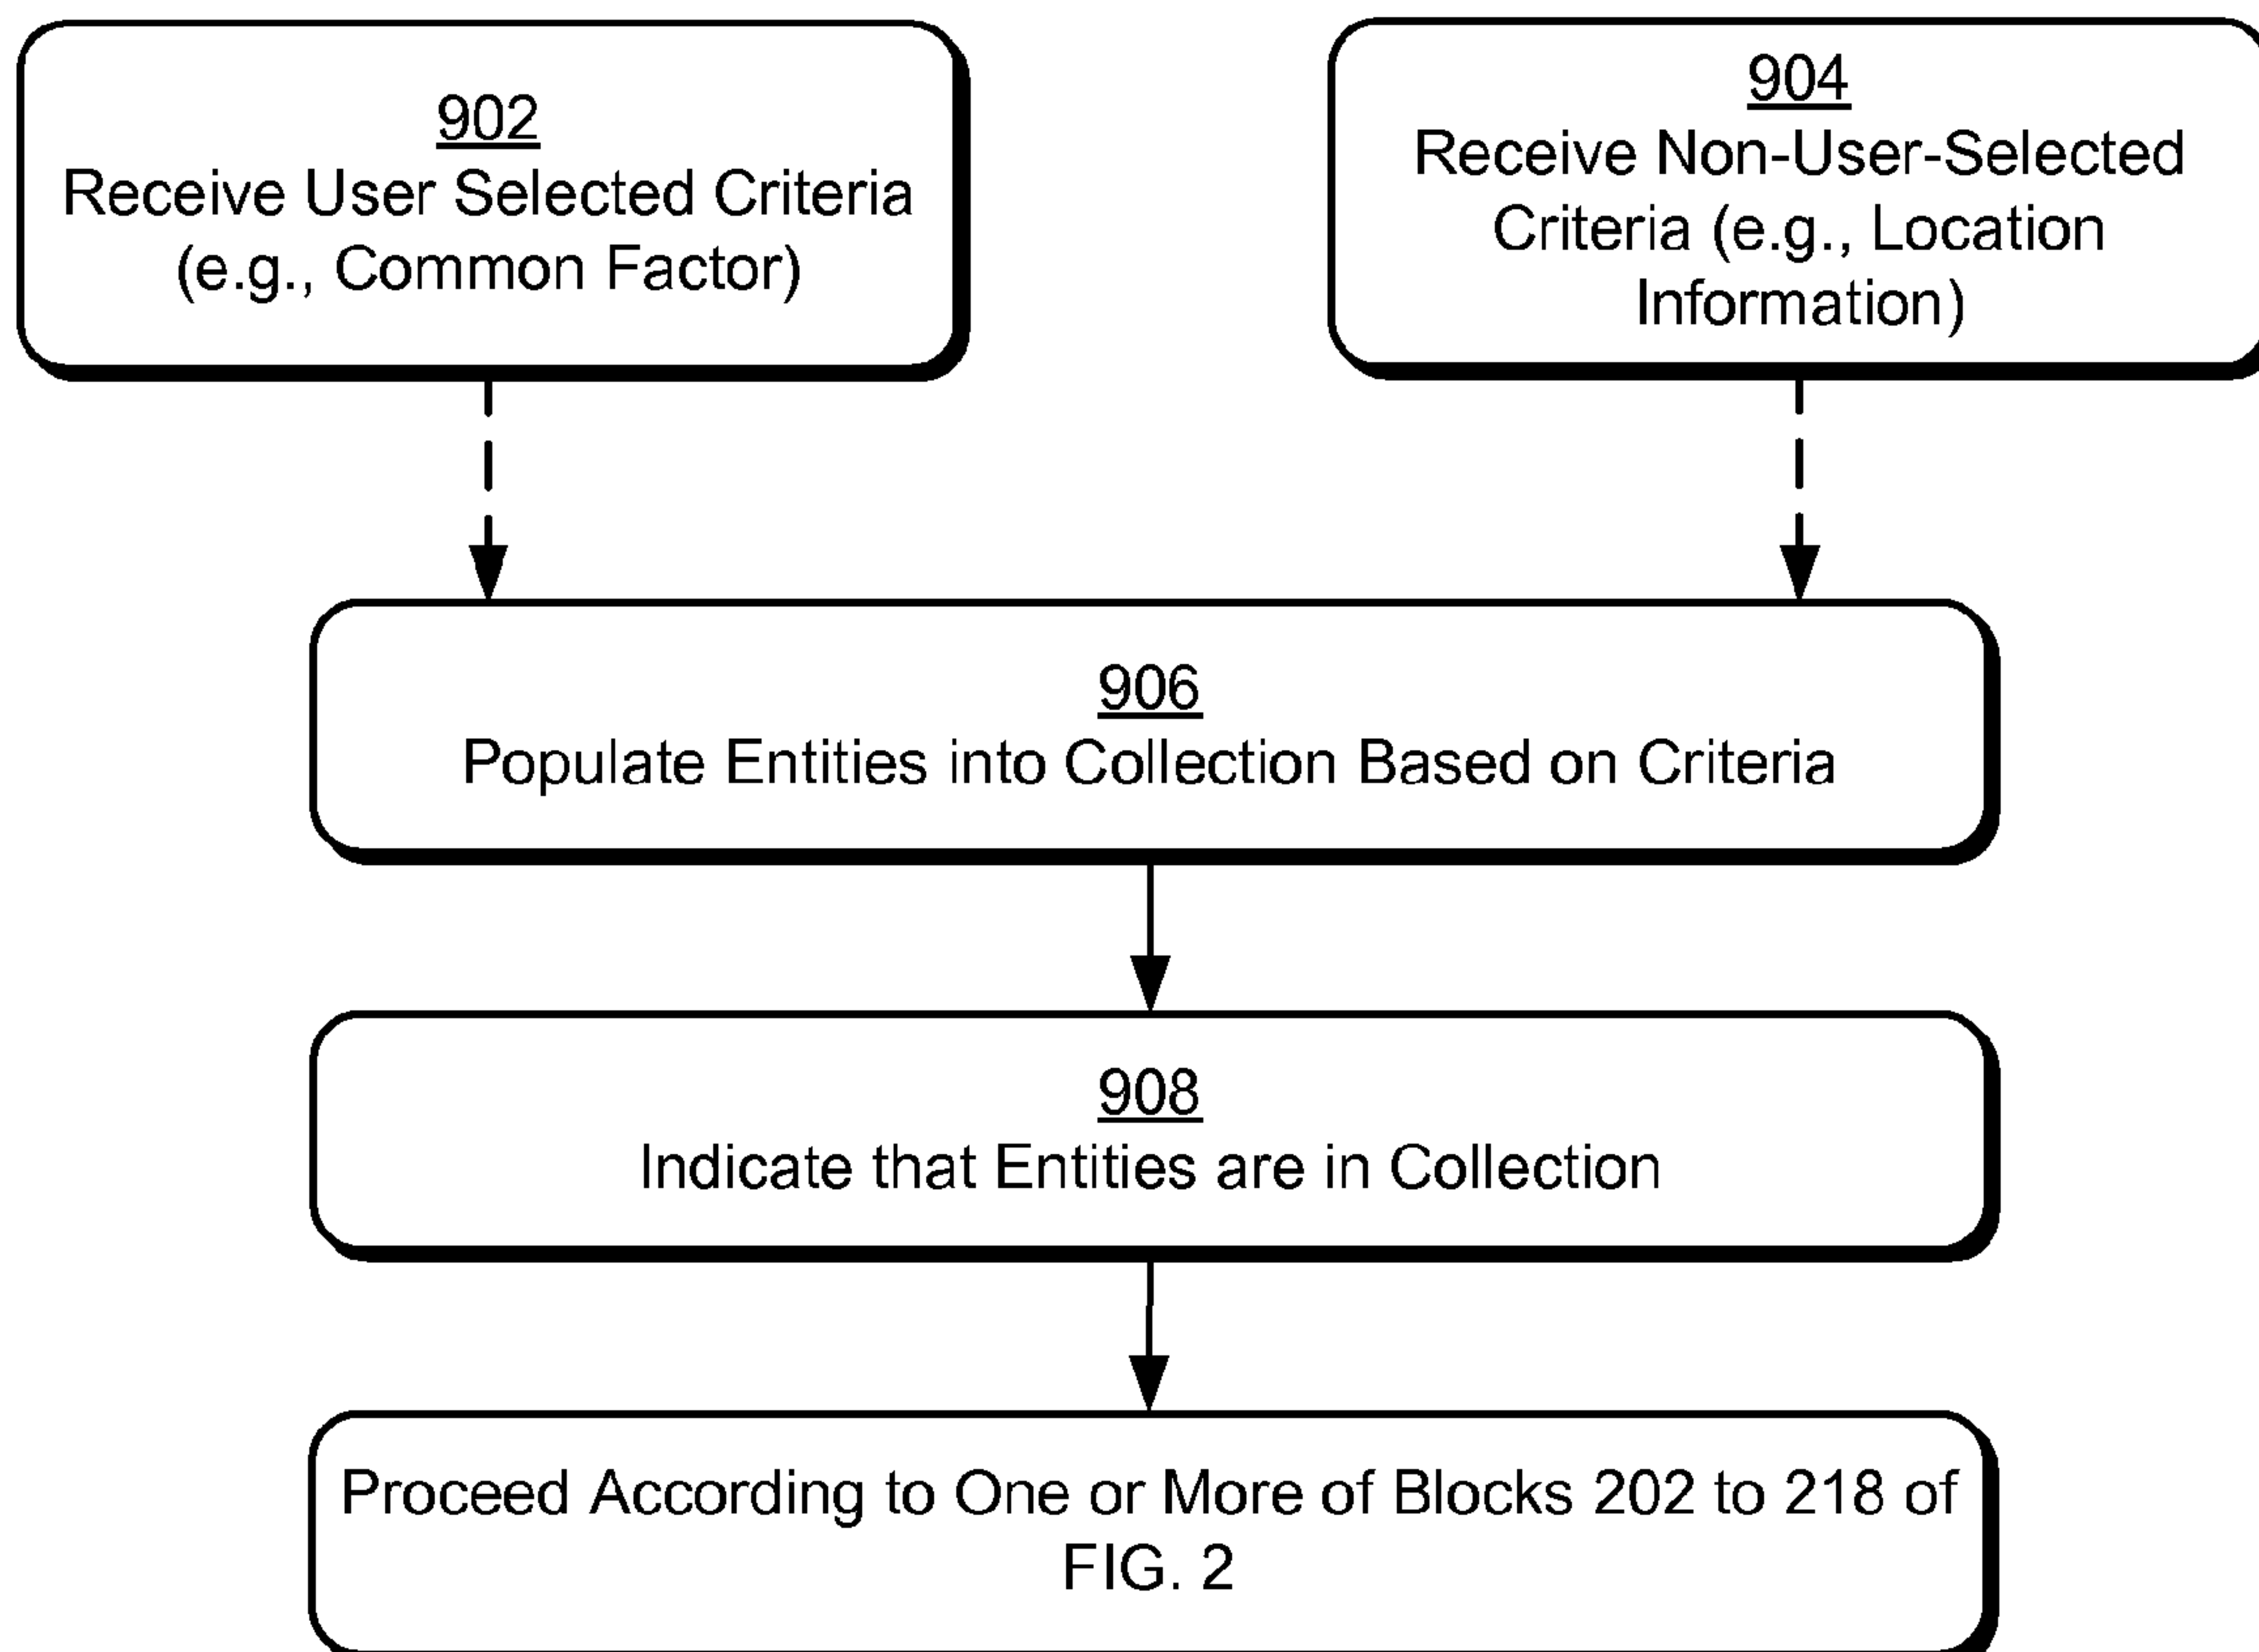 902
Receive User Selected Criteria
(e.g., Common Factor)
904
Receive Non-User-Selected
Criteria (e.g., Location
Information)
906
Populate Entities into Collection Based on Criteria
908
Indicate that Entities are in Collection
Proceed According to One or More of Blocks 202 to 218 of
FIG. 2